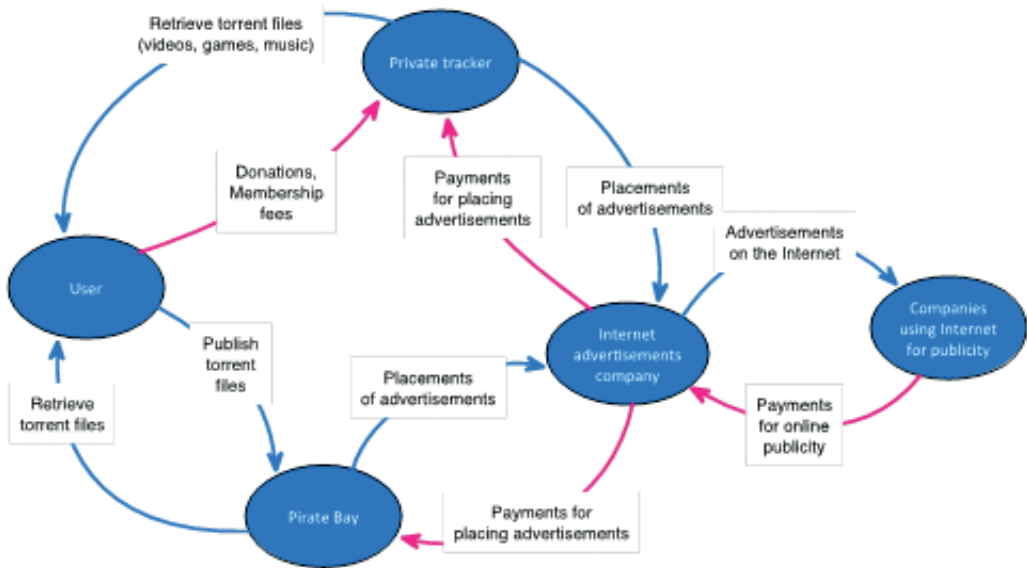 Retrieve torrent files
(videos, games, music)
Private tracker
Donations,
Membership
fees
Payments
for placing
advertisements
Placements
of advertisements
Advertisements
on the Internet
User
Companies
using Internet
for publicity
Internet
advertisements
company
Publish
torrent
files
Placements
of advertisements
Retrieve
torrent files
Payments
for online
publicity
Pirate Bay
Payments for
placing advertisements